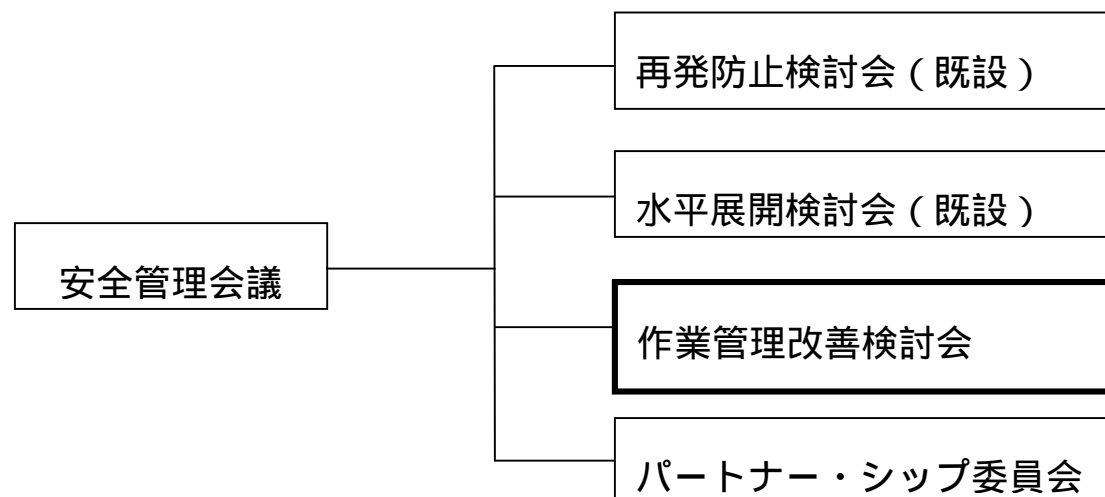 再発防止検討会（既設）
水平展開検討会（既設）
安全管理会議
作業管理改善検討会
パートナー・シップ委員会